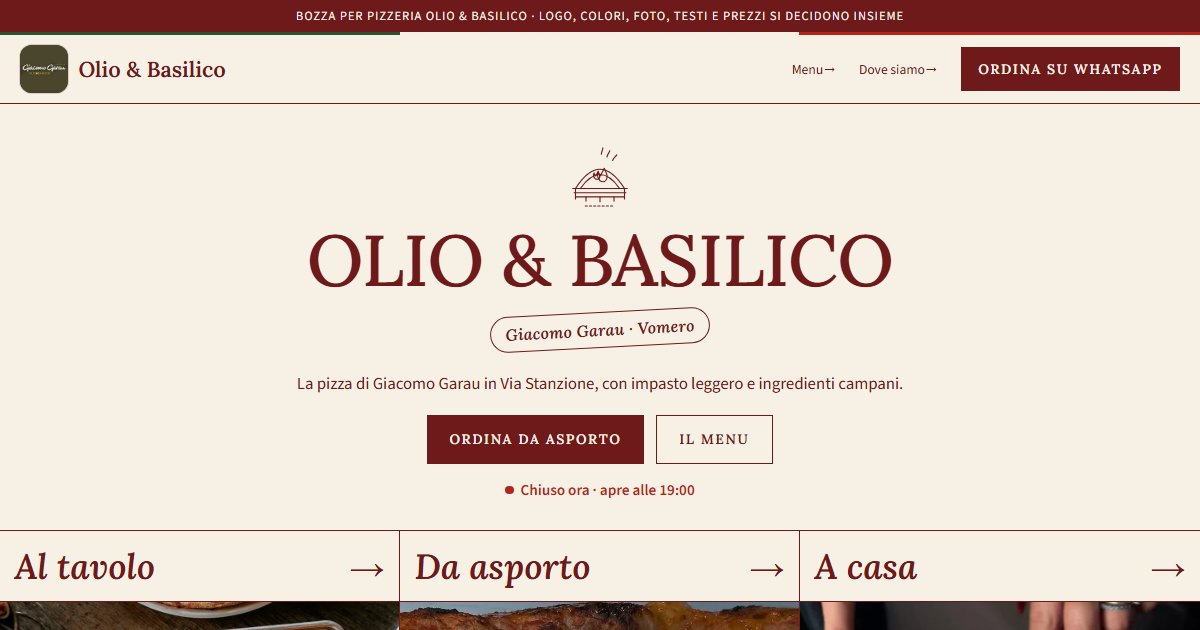 BOZZA PER PIZZERIA OLIO & BASILICO · LOGO, COLORI, FOTO, TESTI E PREZZI SI DECIDONO INSIEME
Giacomo Garau
Olio & Basilico
Menu→
Dove siamo→
ORDINA SU WHATSAPP
OLIO & BASILICO
Giacomo Garau · Vomero
La pizza di Giacomo Garau in Via Stanzione, con impasto leggero e ingredienti campani.
ORDINA DA ASPORTO
IL MENU
Chiuso ora · apre alle 19:00
Al tavolo →
Da asporto →
A casa →